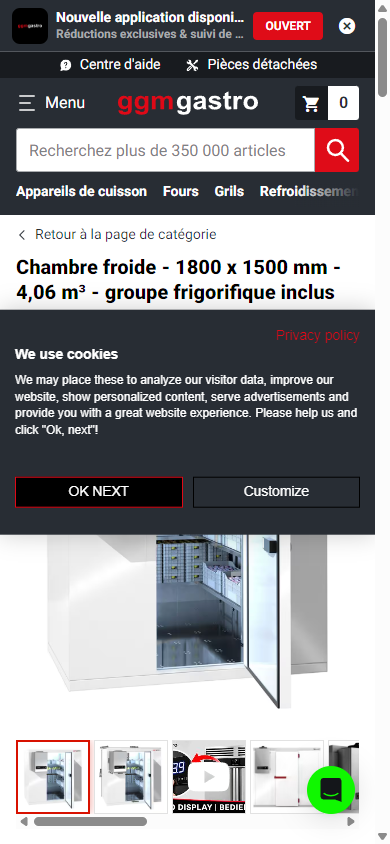 Nouvelle application disponi...
Réductions exclusives & suivi de ...
OUVERT
Centre d'aide
Pièces détachées
Menu
ggmgastro
0
Recherchez plus de 350 000 articles
Appareils de cuisson Fours Grils Refroidissemen
Retour à la page de catégorie
Chambre froide - 1800 x 1500 mm -
4,06 m³ - groupe frigorifique inclus
Privacy policy
We use cookies
We may place these to analyze our visitor data, improve our
website, show personalized content, serve advertisements and
provide you with a great website experience. Please help us and
click "Ok, next"!
OK NEXT
Customize
DISPLAY | BEDIEN